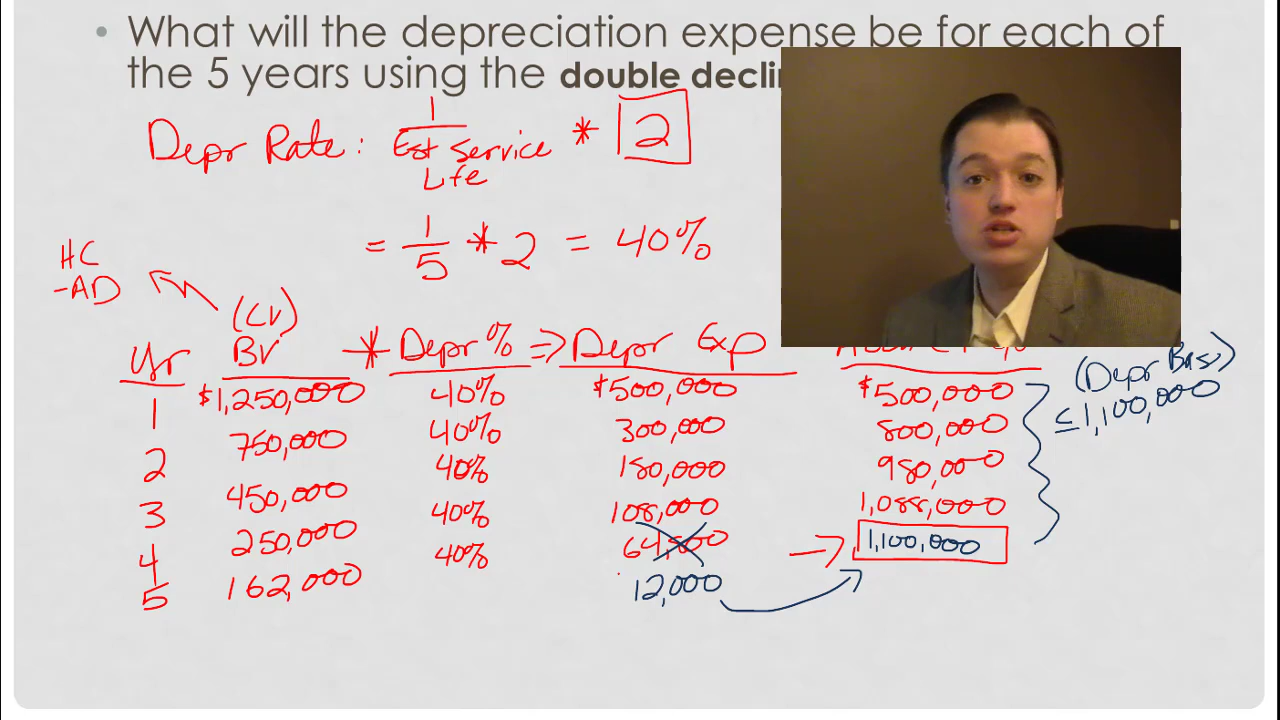 • What will the depreciation expense be for each of
the 5 years using the double decli
Depr Rate: 1 / Est Service Life * 2
= 1/5 * 2 = 40%
HC
-AD
(CV)
Yr BV * Depr % => Depr Exp
(Depr Basis)
≤ 1,100,000
1 $1,250,000 40% $500,000 $500,000
2 750,000 40% 300,000 800,000
3 450,000 40% 180,000 980,000
4 250,000 40% 108,000 1,088,000
5 162,000 40% 64,800 1,100,000
12,000